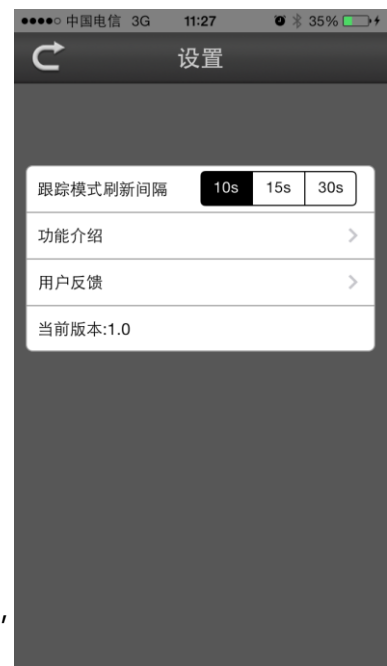 中国电信 3G 11:27 35%
设置
跟踪模式刷新间隔 10s 15s 30s
功能介绍
用户反馈
当前版本:1.0
,